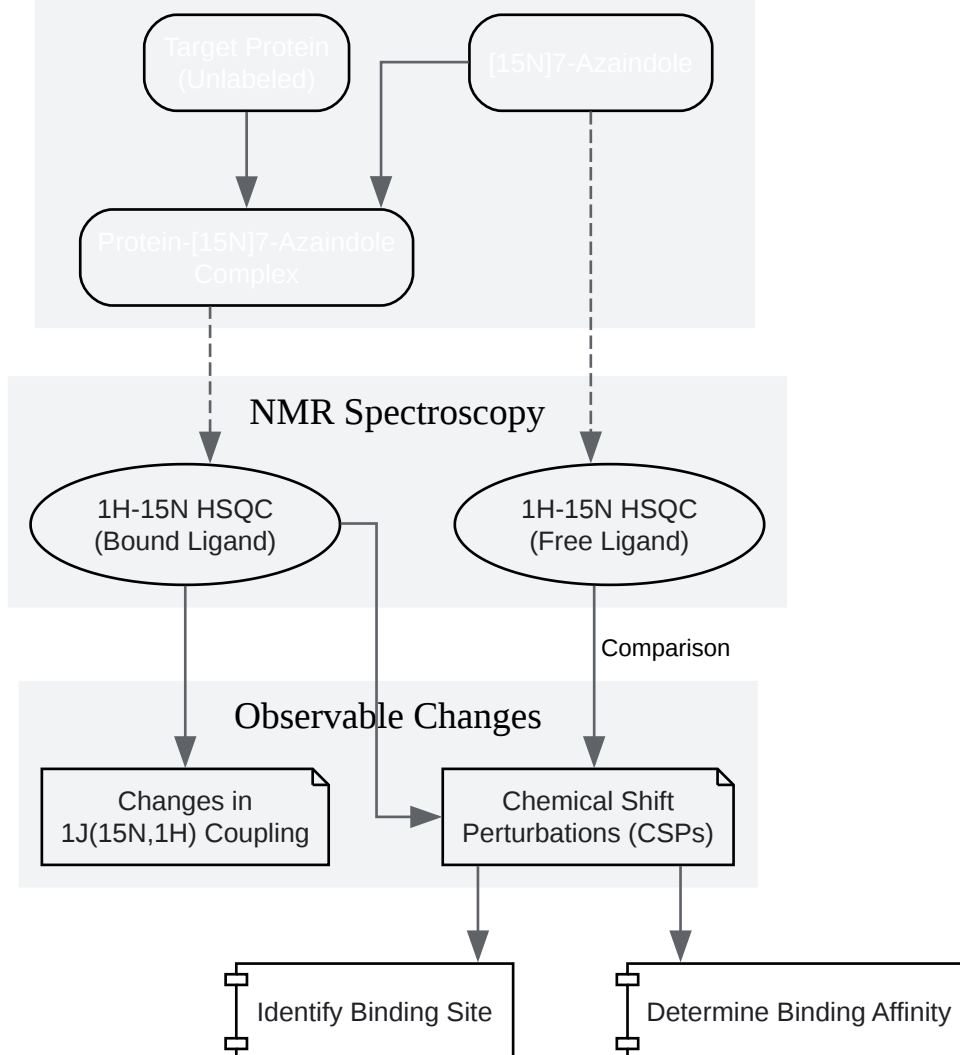 Target Protein
(Unlabeled)
[15N]7-Azaindole
Protein-[15N]7-Azaindole
Complex
NMR Spectroscopy
1H-15N HSQC
(Bound Ligand)
1H-15N HSQC
(Free Ligand)
Comparison
Observable Changes
Changes in
1J(15N,1H) Coupling
Chemical Shift
Perturbations (CSPs)
Identify Binding Site
Determine Binding Affinity